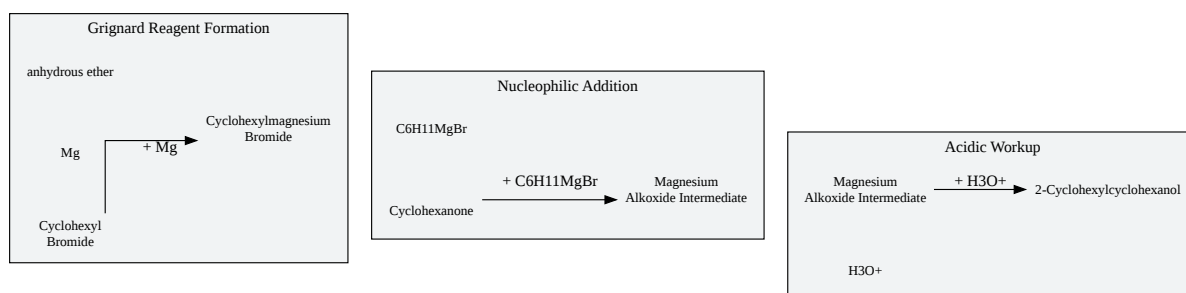 Grignard Reagent Formation
anhydrous ether
Cyclohexylmagnesium
Bromide
+ Mg
Mg
Cyclohexyl
Bromide
Nucleophilic Addition
C6H11MgBr
+ C6H11MgBr
Magnesium
Alkoxide Intermediate
Cyclohexanone
Acidic Workup
Magnesium
Alkoxide Intermediate
+ H3O+
2-Cyclohexylcyclohexanol
H3O+